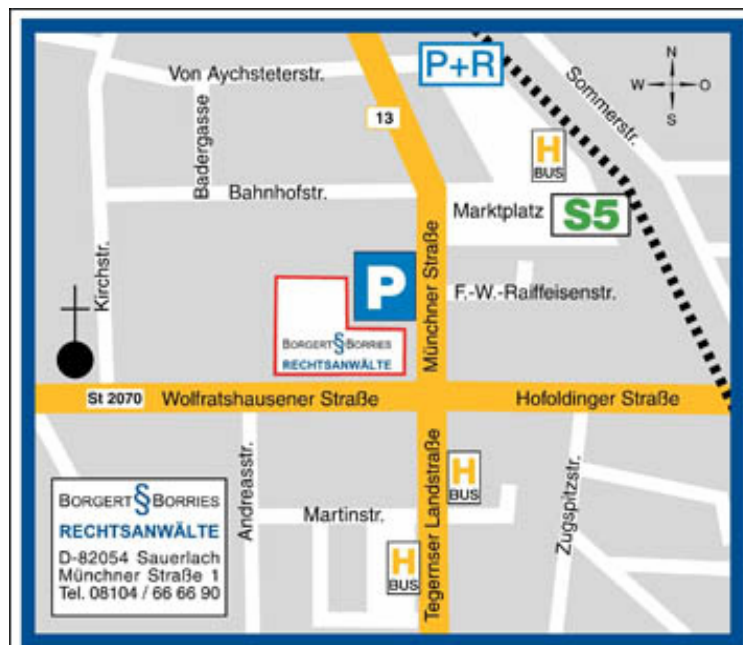 P+R
N
W O
S
Von Aychsteterstr.
Sommerstr.
13
Badergasse
H
BUS
Bahnhofstr.
Marktplatz
S5
Kirchstr.
P
Münchner Straße
F.-W.-Raiffeisenstr.
BORGERT § BORRIES
RECHTSANWÄLTE
St 2070 Wolfratshausener Straße
Hofoldinger Straße
Andreasstr.
Tegernser Landstraße
H
BUS
Zugspitzstr.
Martinstr.
H
BUS
BORGERT § BORRIES
RECHTSANWÄLTE
D-82054 Sauerlach
Münchner Straße 1
Tel. 08104 / 66 66 90